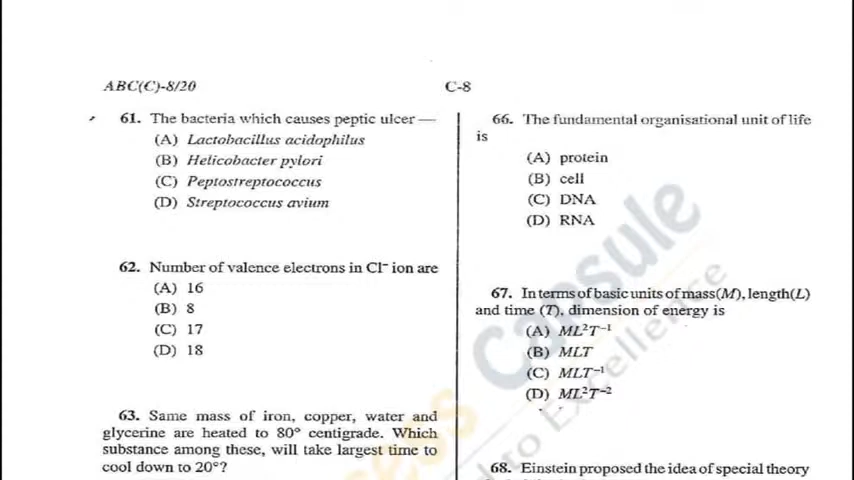 ABC(C)-8/20
C-8
61. The bacteria which causes peptic ulcer —
(A) Lactobacillus acidophilus
(B) Helicobacter pylori
(C) Peptostreptococcus
(D) Streptococcus avium
62. Number of valence electrons in Cl⁻ ion are
(A) 16
(B) 8
(C) 17
(D) 18
63. Same mass of iron, copper, water and
glycerine are heated to 80° centigrade. Which
substance among these, will take largest time to
cool down to 20°?
66. The fundamental organisational unit of life
is
(A) protein
(B) cell
(C) DNA
(D) RNA
67. In terms of basic units of mass(M), length(L)
and time (T), dimension of energy is
(A) ML²T⁻¹
(B) MLT
(C) MLT⁻¹
(D) ML²T⁻²
68. Einstein proposed the idea of special theory
Capsule
to Excellence